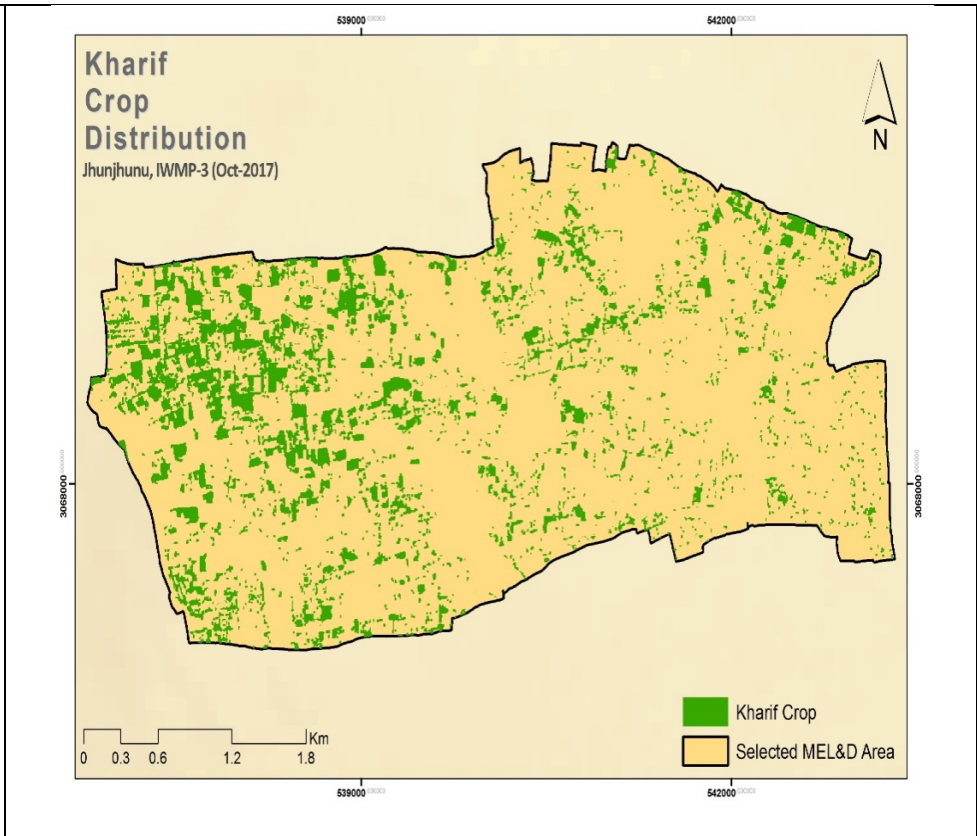 539000 542000
Kharif
Crop
Distribution
Jhunjhunu, IWMP-3 (Oct-2017)
N
3068000 3068000
Kharif Crop
Selected MEL&D Area
Km
0 0.3 0.6 1.2 1.8
539000 542000